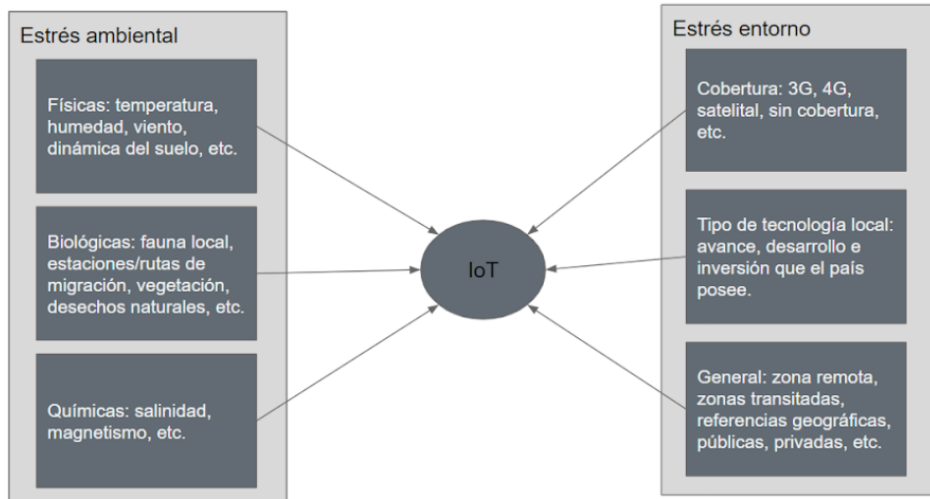 Estrés ambiental
Físicas: temperatura,
humedad, viento,
dinámica del suelo, etc.
Biológicas: fauna local,
estaciones/rutas de
migración, vegetación,
desechos naturales, etc.
Químicas: salinidad,
magnetismo, etc.
IoT
Estrés entorno
Cobertura: 3G, 4G,
satelital, sin cobertura,
etc.
Tipo de tecnología local:
avance, desarrollo e
inversión que el país
posee.
General: zona remota,
zonas transitadas,
referencias geográficas,
públicas, privadas, etc.